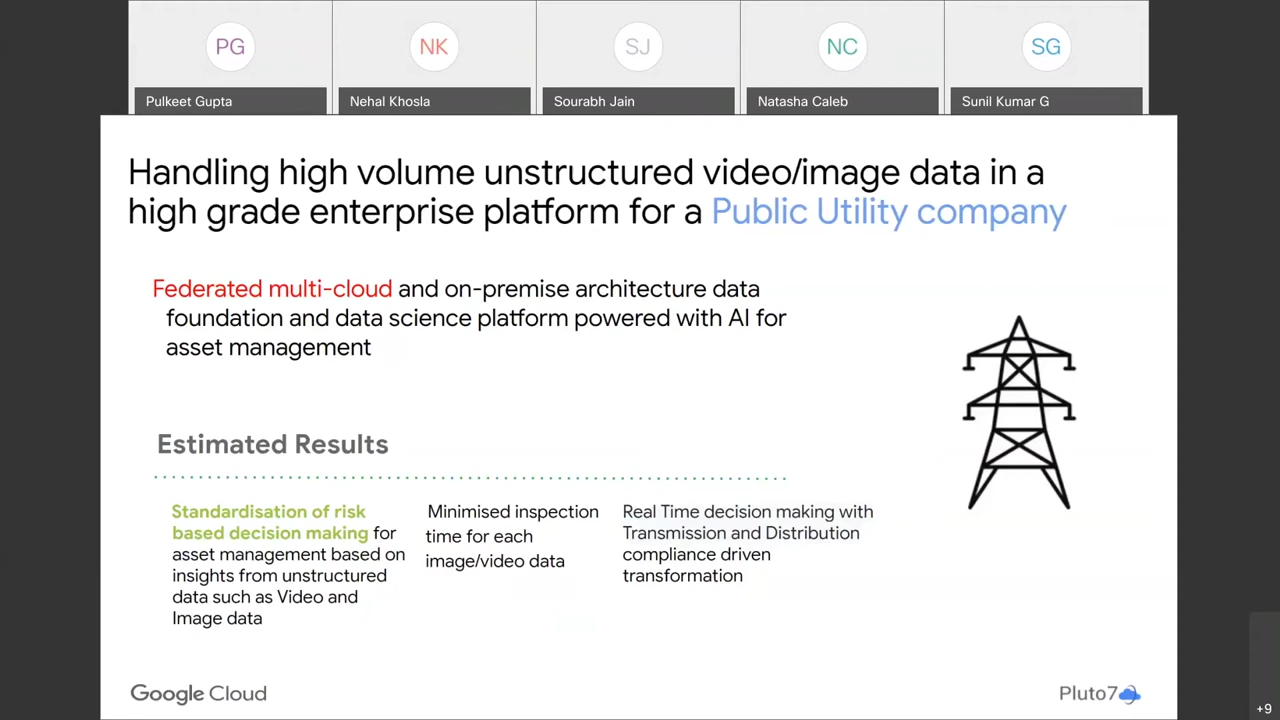 PG
NK
SJ
NC
SG
Pulkeet Gupta
Nehal Khosla
Sourabh Jain
Natasha Caleb
Sunil Kumar G
Handling high volume unstructured video/image data in a
high grade enterprise platform for a Public Utility company
Federated multi-cloud and on-premise architecture data
foundation and data science platform powered with AI for
asset management
Estimated Results
Standardisation of risk
based decision making for
asset management based on
insights from unstructured
data such as Video and
Image data
Minimised inspection
time for each
image/video data
Real Time decision making with
Transmission and Distribution
compliance driven
transformation
Google Cloud
Pluto7
+9